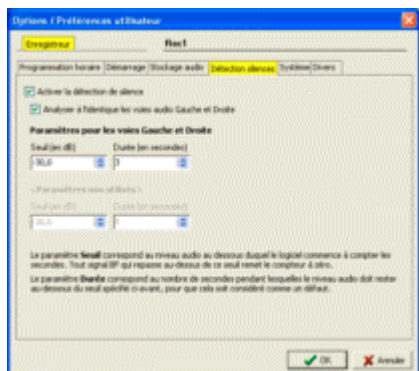 Options / Préférences utilisateur
Enregistreur
Rec1
Programmation horaire Démarrage Stockage audio Détection silences Système Divers
Activer la détection de silence
Analyser à l'identique les voies audio Gauche et Droite
Paramètres pour les voies Gauche et Droite
Seuil (en dB) Durée (en secondes)
-30,0 3
<Paramètres non utilisés>
Seuil (en dB) Durée (en secondes)
Le paramètre Seuil correspond au niveau audio au dessous duquel le logiciel commence à compter les
secondes. Tout signal BF qui repasse au-dessus de ce seuil remet le compteur à zéro.
Le paramètre Durée correspond au nombre de secondes pendant lesquelles le niveau audio doit rester
au-dessous du seuil spécifié ci-avant, pour que cela soit considéré comme un défaut.
OK Annuler